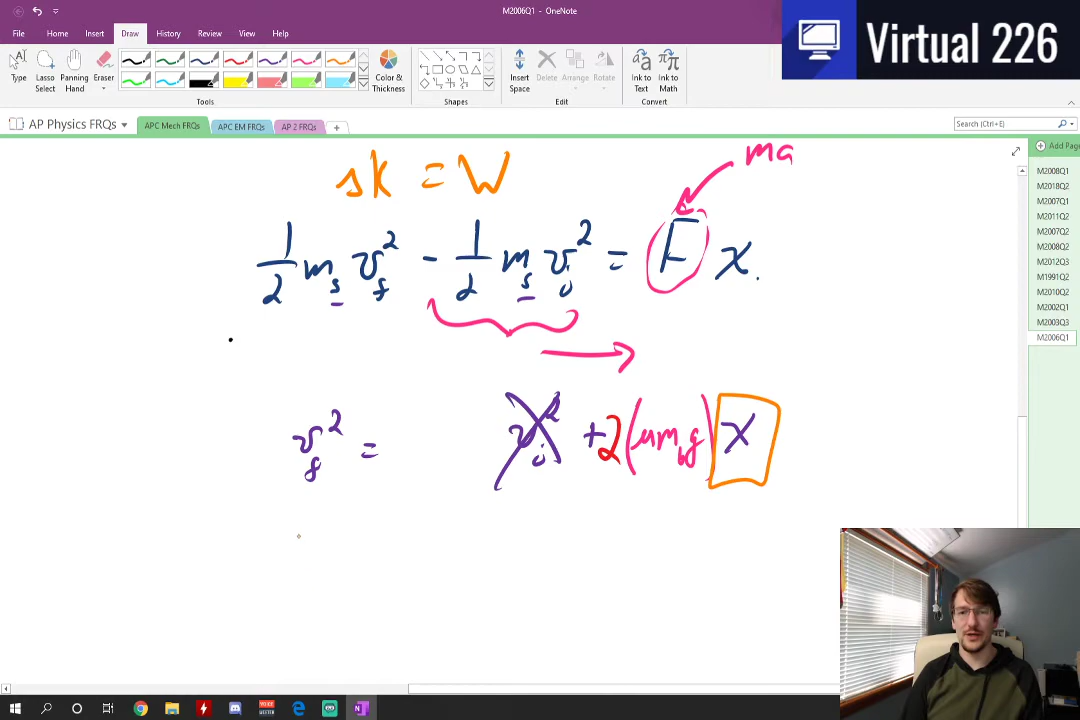 M2006Q1 - OneNote
Virtual 226
File Home Insert Draw History Review View Help
Type Lasso Select Panning Hand Eraser Color & Thickness Insert Space Delete Arrange Rotate Ink to Text Ink to Math
Tools Shapes Edit Convert
AP Physics FRQs APC Mech FRQs APC EM FRQs AP 2 FRQs + Search (Ctrl+E)
Add Page
M2008Q1
M2018Q2
M2007Q1
M2011Q2
M2007Q2
M2008Q2
M2012Q3
M1991Q2
M2010Q2
M2002Q1
M2003Q3
M2006Q1
ma
ΔK = W
1/2 m_s v_f^2 - 1/2 m_s v_0^2 = F x.
v_f^2 = v_0^2 + 2(μm_b g) x